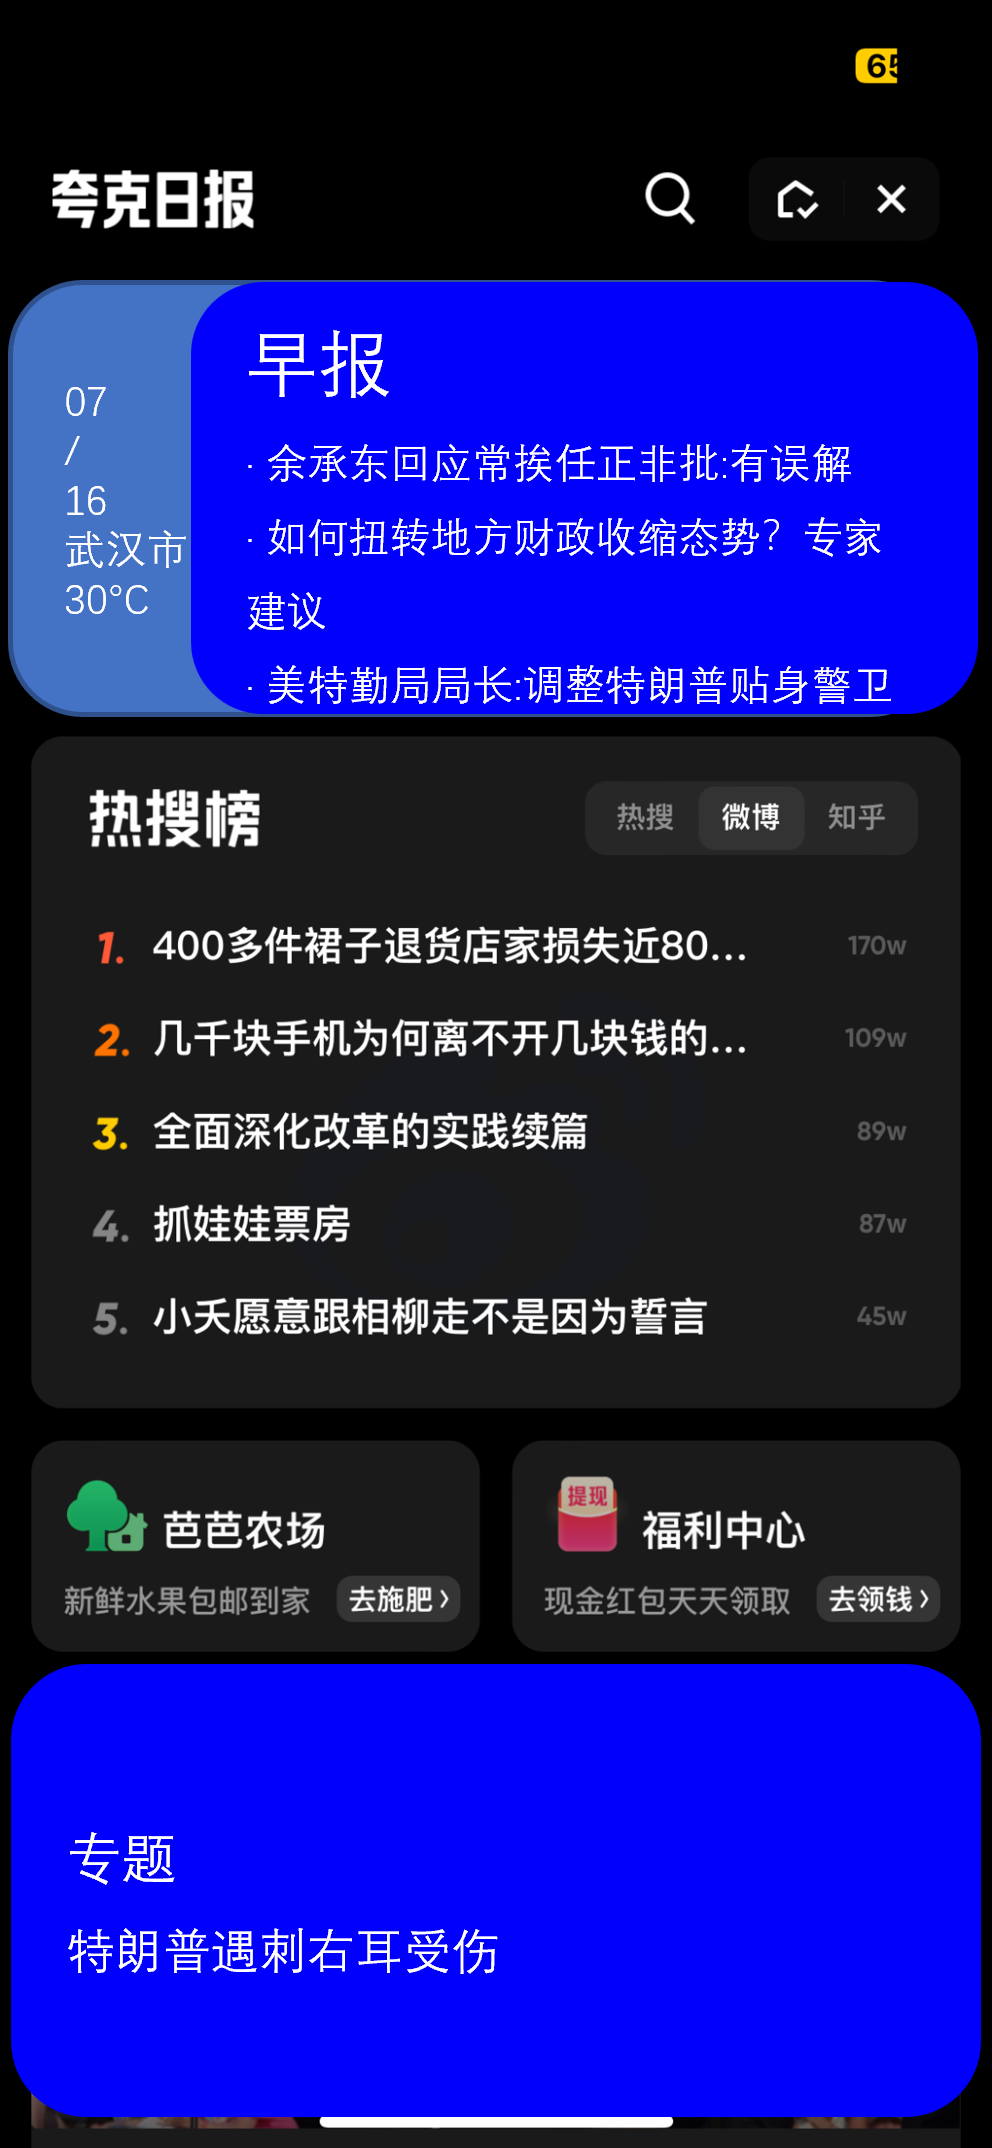 夸克日报
07
/
16
武汉市
30°C
早报
· 余承东回应常挨任正非批:有误解
· 如何扭转地方财政收缩态势？专家
建议
· 美特勤局局长:调整特朗普贴身警卫
热搜榜
热搜 微博 知乎
1. 400多件裙子退货店家损失近80... 170w
2. 几千块手机为何离不开几块钱的... 109w
3. 全面深化改革的实践续篇 89w
4. 抓娃娃票房 87w
5. 小夭愿意跟相柳走不是因为誓言 45w
芭芭农场
新鲜水果包邮到家 去施肥 ›
提现
福利中心
现金红包天天领取 去领钱 ›
专题
特朗普遇刺右耳受伤